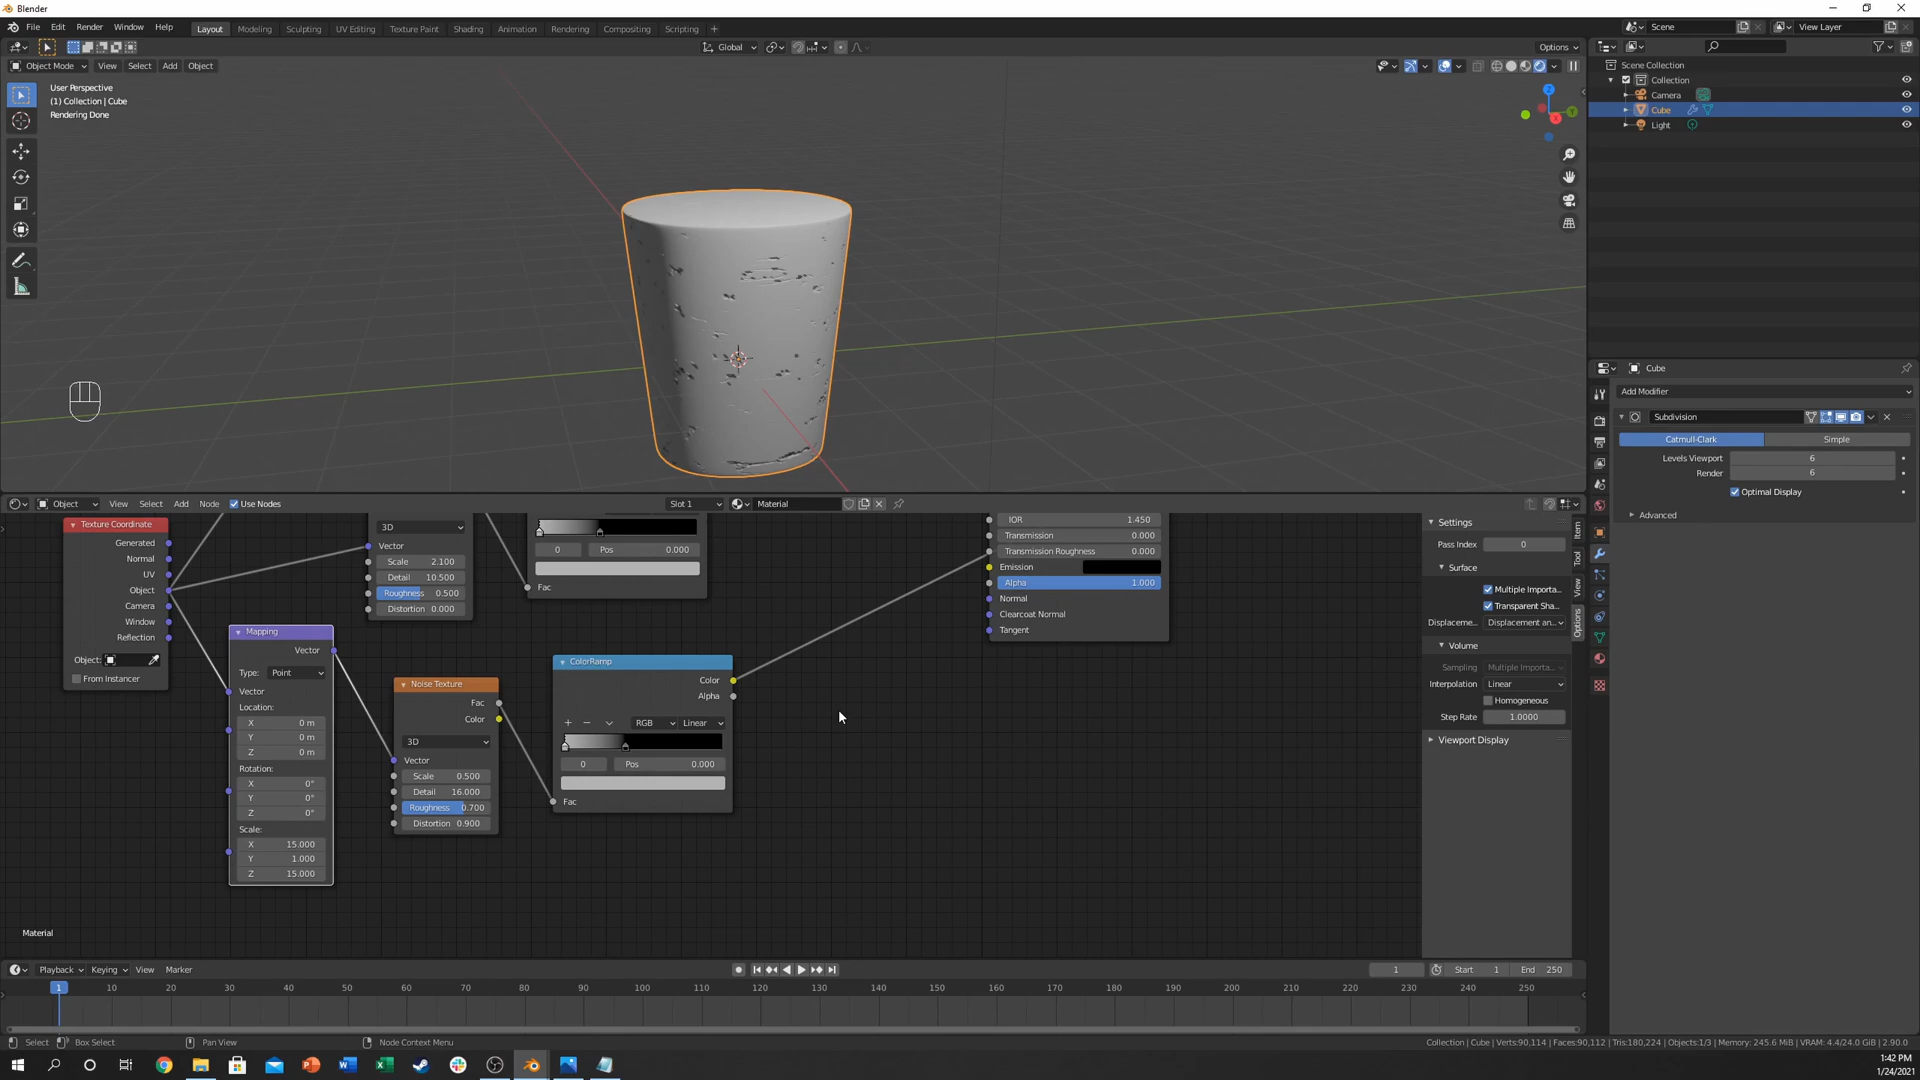 Blender
File Edit Render Window Help Layout Modeling Sculpting UV Editing Texture Paint Shading Animation Rendering Compositing Scripting + Scene View Layer
Global Options
Object Mode View Select Add Object
User Perspective
(1) Collection | Cube
Rendering Done
Z
Y
X
Scene Collection
Collection
Camera
Cube
Light
Cube
Add Modifier
Subdivision
Catmull-Clark Simple
Levels Viewport 6
Render 6
Optimal Display
Advanced
Object View Select Add Node Use Nodes Slot 1 Material
Texture Coordinate
Generated
Normal
UV
Object
Camera
Window
Reflection
Object:
From Instancer
Mapping
Vector
Type: Point
Vector
Location:
X 0 m
Y 0 m
Z 0 m
Rotation:
X 0°
Y 0°
Z 0°
Scale:
X 15.000
Y 1.000
Z 15.000
3D
Vector
Scale 2.100
Detail 10.500
Roughness 0.500
Distortion 0.000
0 Pos 0.000
Fac
Noise Texture
Fac
Color
3D
Vector
Scale 0.500
Detail 16.000
Roughness 0.700
Distortion 0.900
ColorRamp
Color
Alpha
+ − RGB Linear
0 Pos 0.000
Fac
IOR 1.450
Transmission 0.000
Transmission Roughness 0.000
Emission
Alpha 1.000
Normal
Clearcoat Normal
Tangent
Settings
Pass Index 0
Surface
Multiple Importa...
Transparent Sha...
Displaceme... Displacement an...
Volume
Sampling Multiple Importa...
Interpolation Linear
Homogeneous
Step Rate 1.0000
Viewport Display
Item
Tool
View
Options
Material
Playback Keying View Marker 1 Start 1 End 250
1 10 20 30 40 50 60 70 80 90 100 110 120 130 140 150 160 170 180 190 200 210 220 230 240 250
Select Box Select Pan View Node Context Menu Collection | Cube | Verts:90,114 | Faces:90,112 | Tris:180,224 | Objects:1/3 | Memory: 245.6 MiB | VRAM: 4.4/24.0 GiB | 2.90.0
1:42 PM
1/24/2021